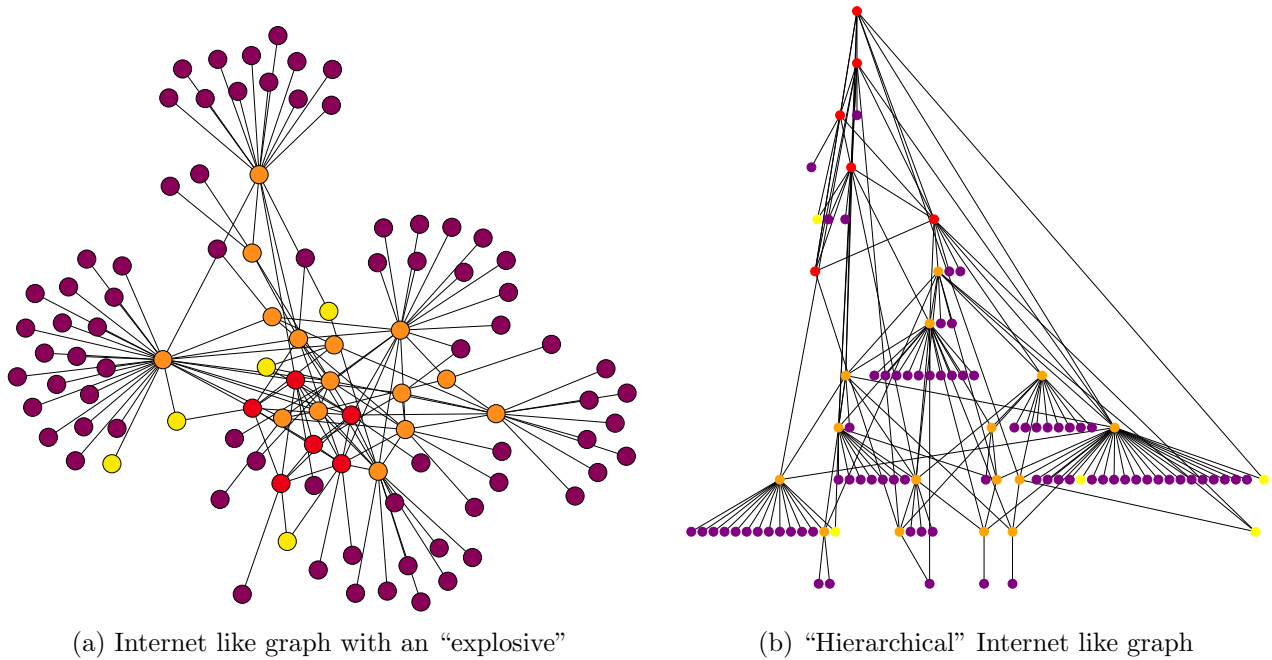 (a) Internet like graph with an “explosive”
(b) “Hierarchical” Internet like graph